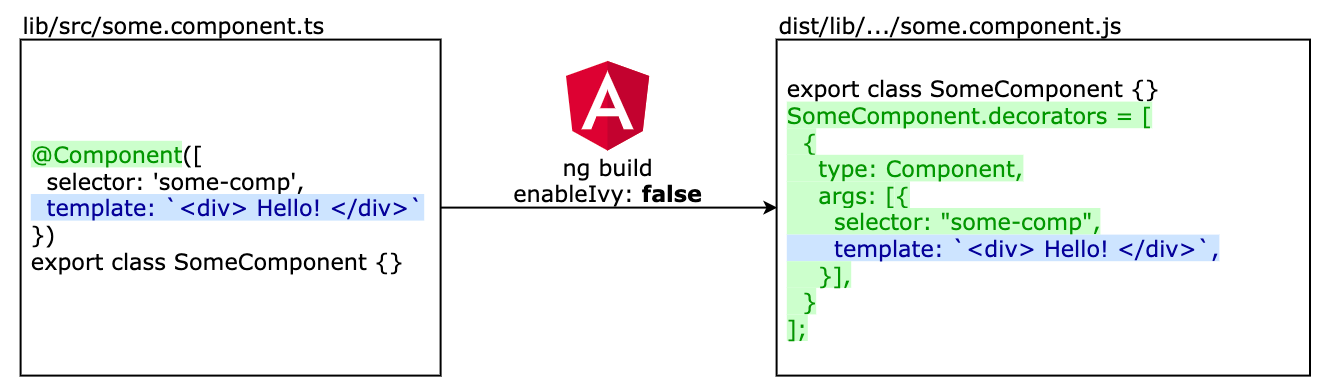 lib/src/some.component.ts
@Component([
selector: 'some-comp',
template: `<div> Hello! </div>`
})
export class SomeComponent {}
A
ng build
enableIvy: false
dist/lib/.../some.component.js
export class SomeComponent {}
SomeComponent.decorators = [
{
type: Component,
args: [{
selector: "some-comp",
template: `<div> Hello! </div>`,
}],
}
];